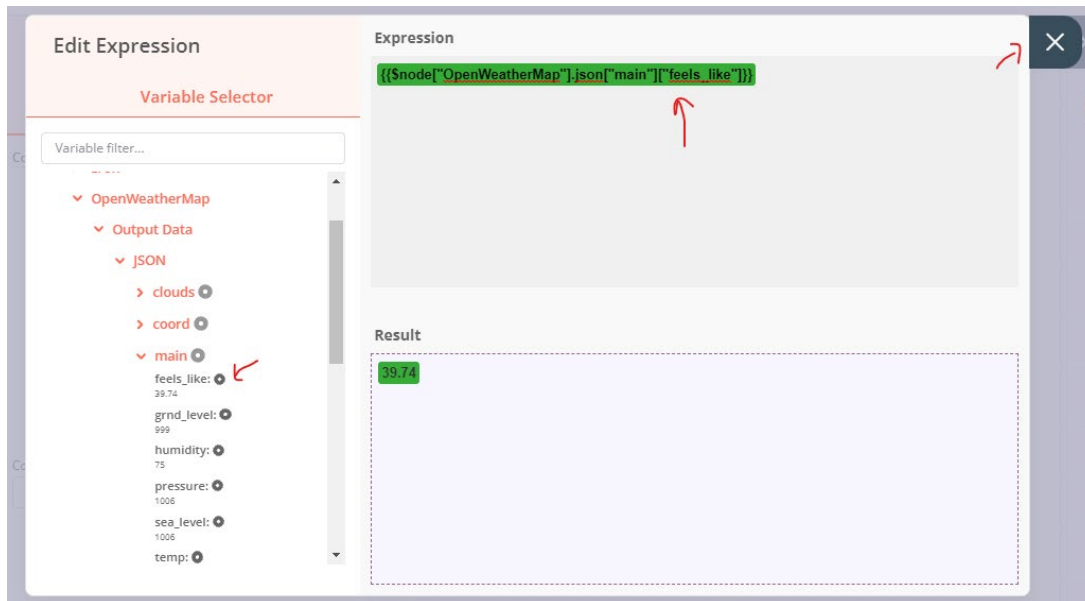 Edit Expression
Variable Selector
Variable filter...
OpenWeatherMap
Output Data
JSON
clouds
coord
main
feels_like:
39.74
grnd_level:
999
humidity:
75
pressure:
1006
sea_level:
1006
temp:
Expression
{{$node["OpenWeatherMap"].json["main"]["feels_like"]}}
Result
39.74